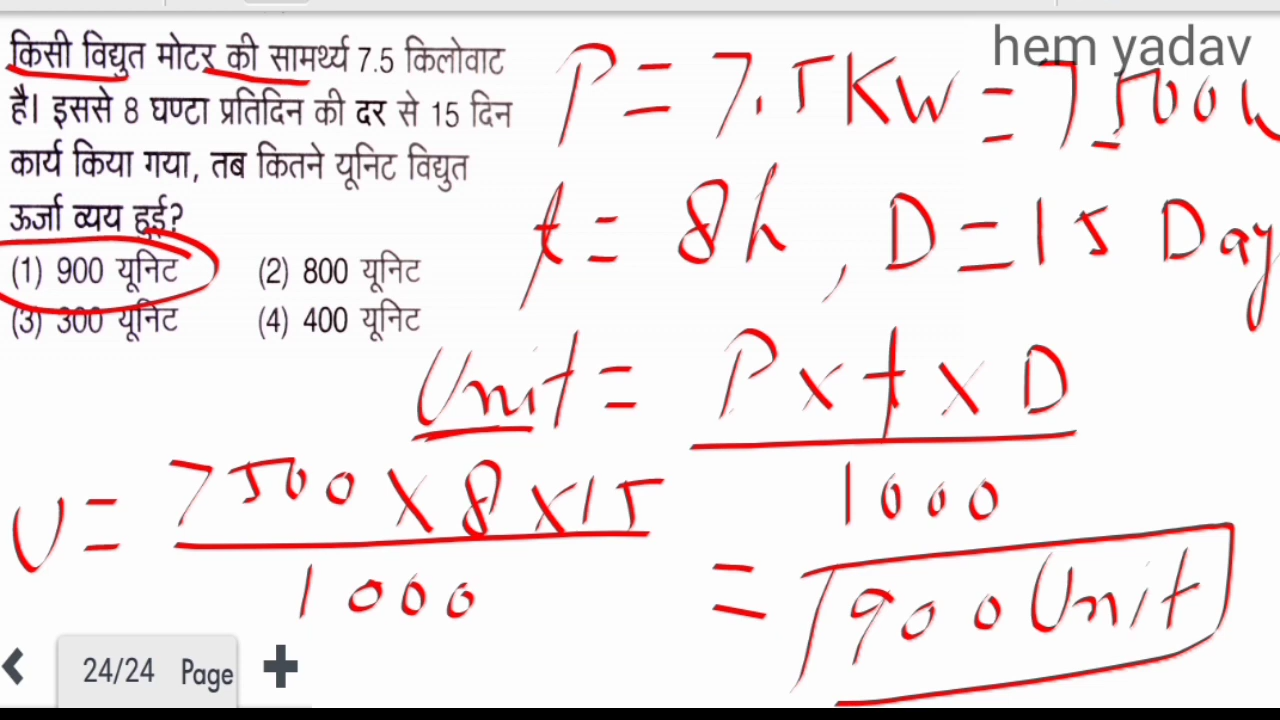 hem yadav
किसी विद्युत मोटर की सामर्थ्य 7.5 किलोवाट
है। इससे 8 घण्टा प्रतिदिन की दर से 15 दिन
कार्य किया गया, तब कितने यूनिट विद्युत
ऊर्जा व्यय हुई?
(1) 900 यूनिट (2) 800 यूनिट
(3) 300 यूनिट (4) 400 यूनिट
P = 7.5 KW = 7500
t = 8h , D = 15 Day
Unit = P x t x D
1000
U = 7500 X 8 X 15
1000
= 900 Unit
24/24 Page